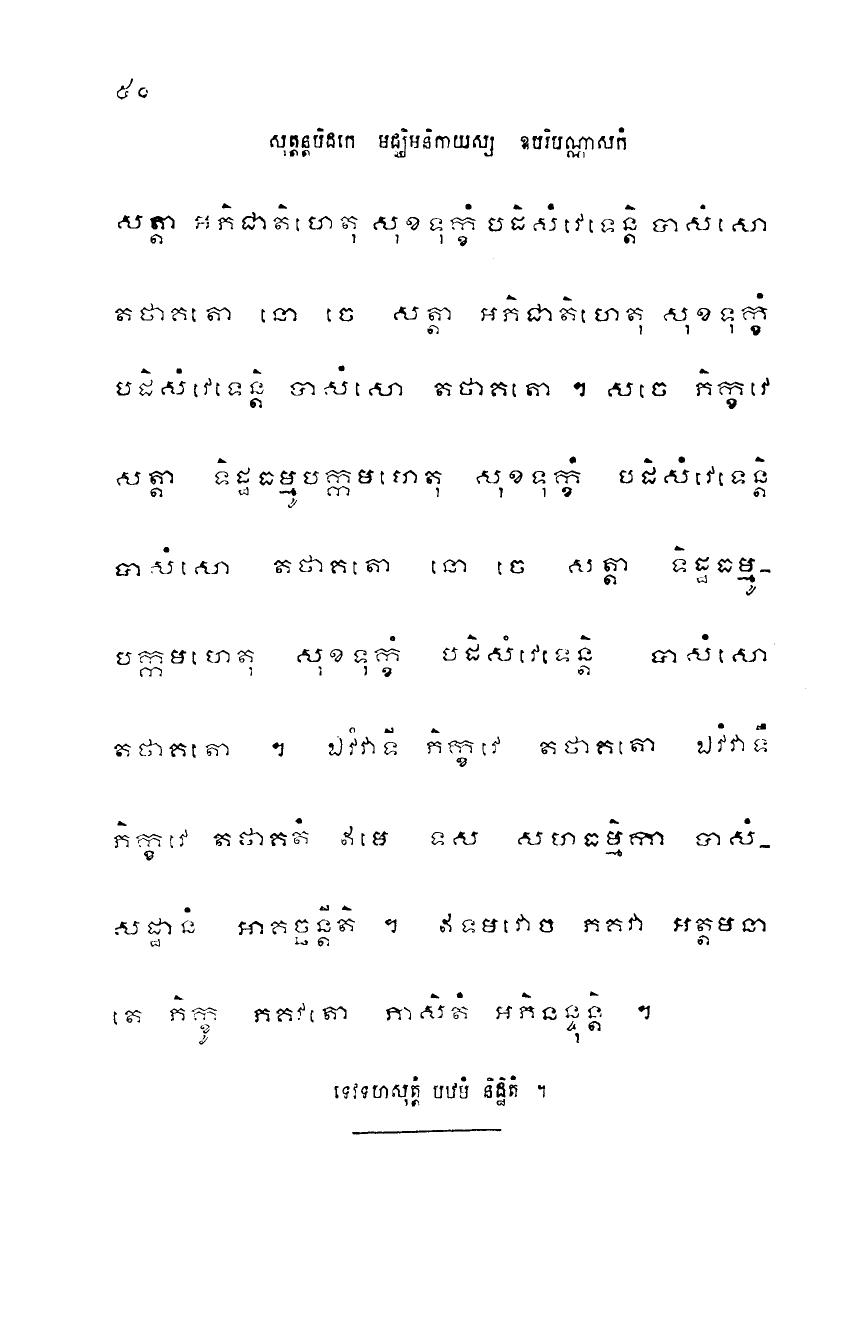 ៥០
សុត្តន្តបិដកេ មជ្ឈិមនិកាយស្ស ឧបរិបណ្ណាសកំ
សត្តា អភិជាតិហេតុ សុខទុក្ខំ បដិសំវេទេន្តិ បាសំសោ
តថាគតោ នោ ចេ សត្តា អភិជាតិហេតុ សុខទុក្ខំ
បដិសំវេទេន្តិ បាសំសោ តថាគតោ ។ សចេ ភិក្ខវេ
សត្តា ទិដ្ឋធម្មូបក្កមហេតុ សុខទុក្ខំ បដិសំវេទេន្តិ
បាសំសោ តថាគតោ នោ ចេ សត្តា ទិដ្ឋធម្មូ-
បក្កមហេតុ សុខទុក្ខំ បដិសំវេទេន្តិ បាសំសោ
តថាគតោ ។ ឯវំវាទី ភិក្ខវេ តថាគតោ ឯវំវាទឹ
ភិក្ខវេ តថាគតំ ឥមេ ទស សហធម្មិកា បាសំ-
សដ្ឋានំ អាគច្ឆន្តីតិ ។ ឥទមវោច ភគវា អត្តមនា
តេ ភិក្ខូ ភគវតោ ភាសិតំ អភិនន្ទុន្តិ ។
ទេវទហសុត្តំ បឋមំ និដ្ឋិតំ ។